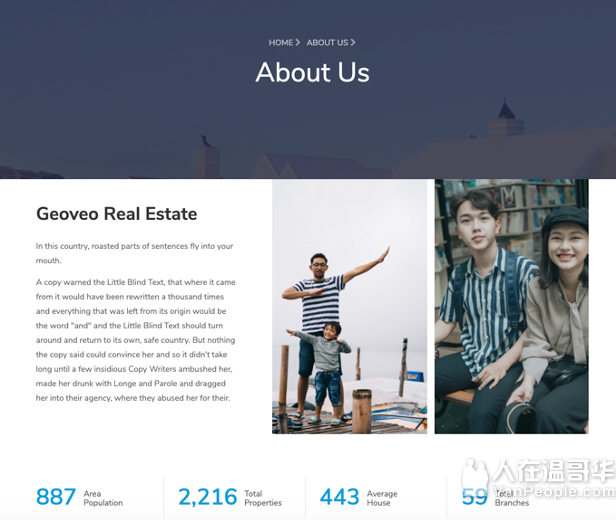 HOME > ABOUT US >
About Us
Geoveo Real Estate
In this country, roasted parts of sentences fly into your
mouth.
A copy warned the Little Blind Text, that where it came
from it would have been rewritten a thousand times
and everything that was left from its origin would be
the word "and" and the Little Blind Text should turn
around and return to its own, safe country. But nothing
the copy said could convince her and so it didn't take
long until a few insidious Copy Writers ambushed her,
made her drunk with Longe and Parole and dragged
her into their agency, where they abused her for their.
887 Area
Population
2,216 Total
Properties
443 Average
House
59 Total
Branches
人在温哥华
VanPeople.com